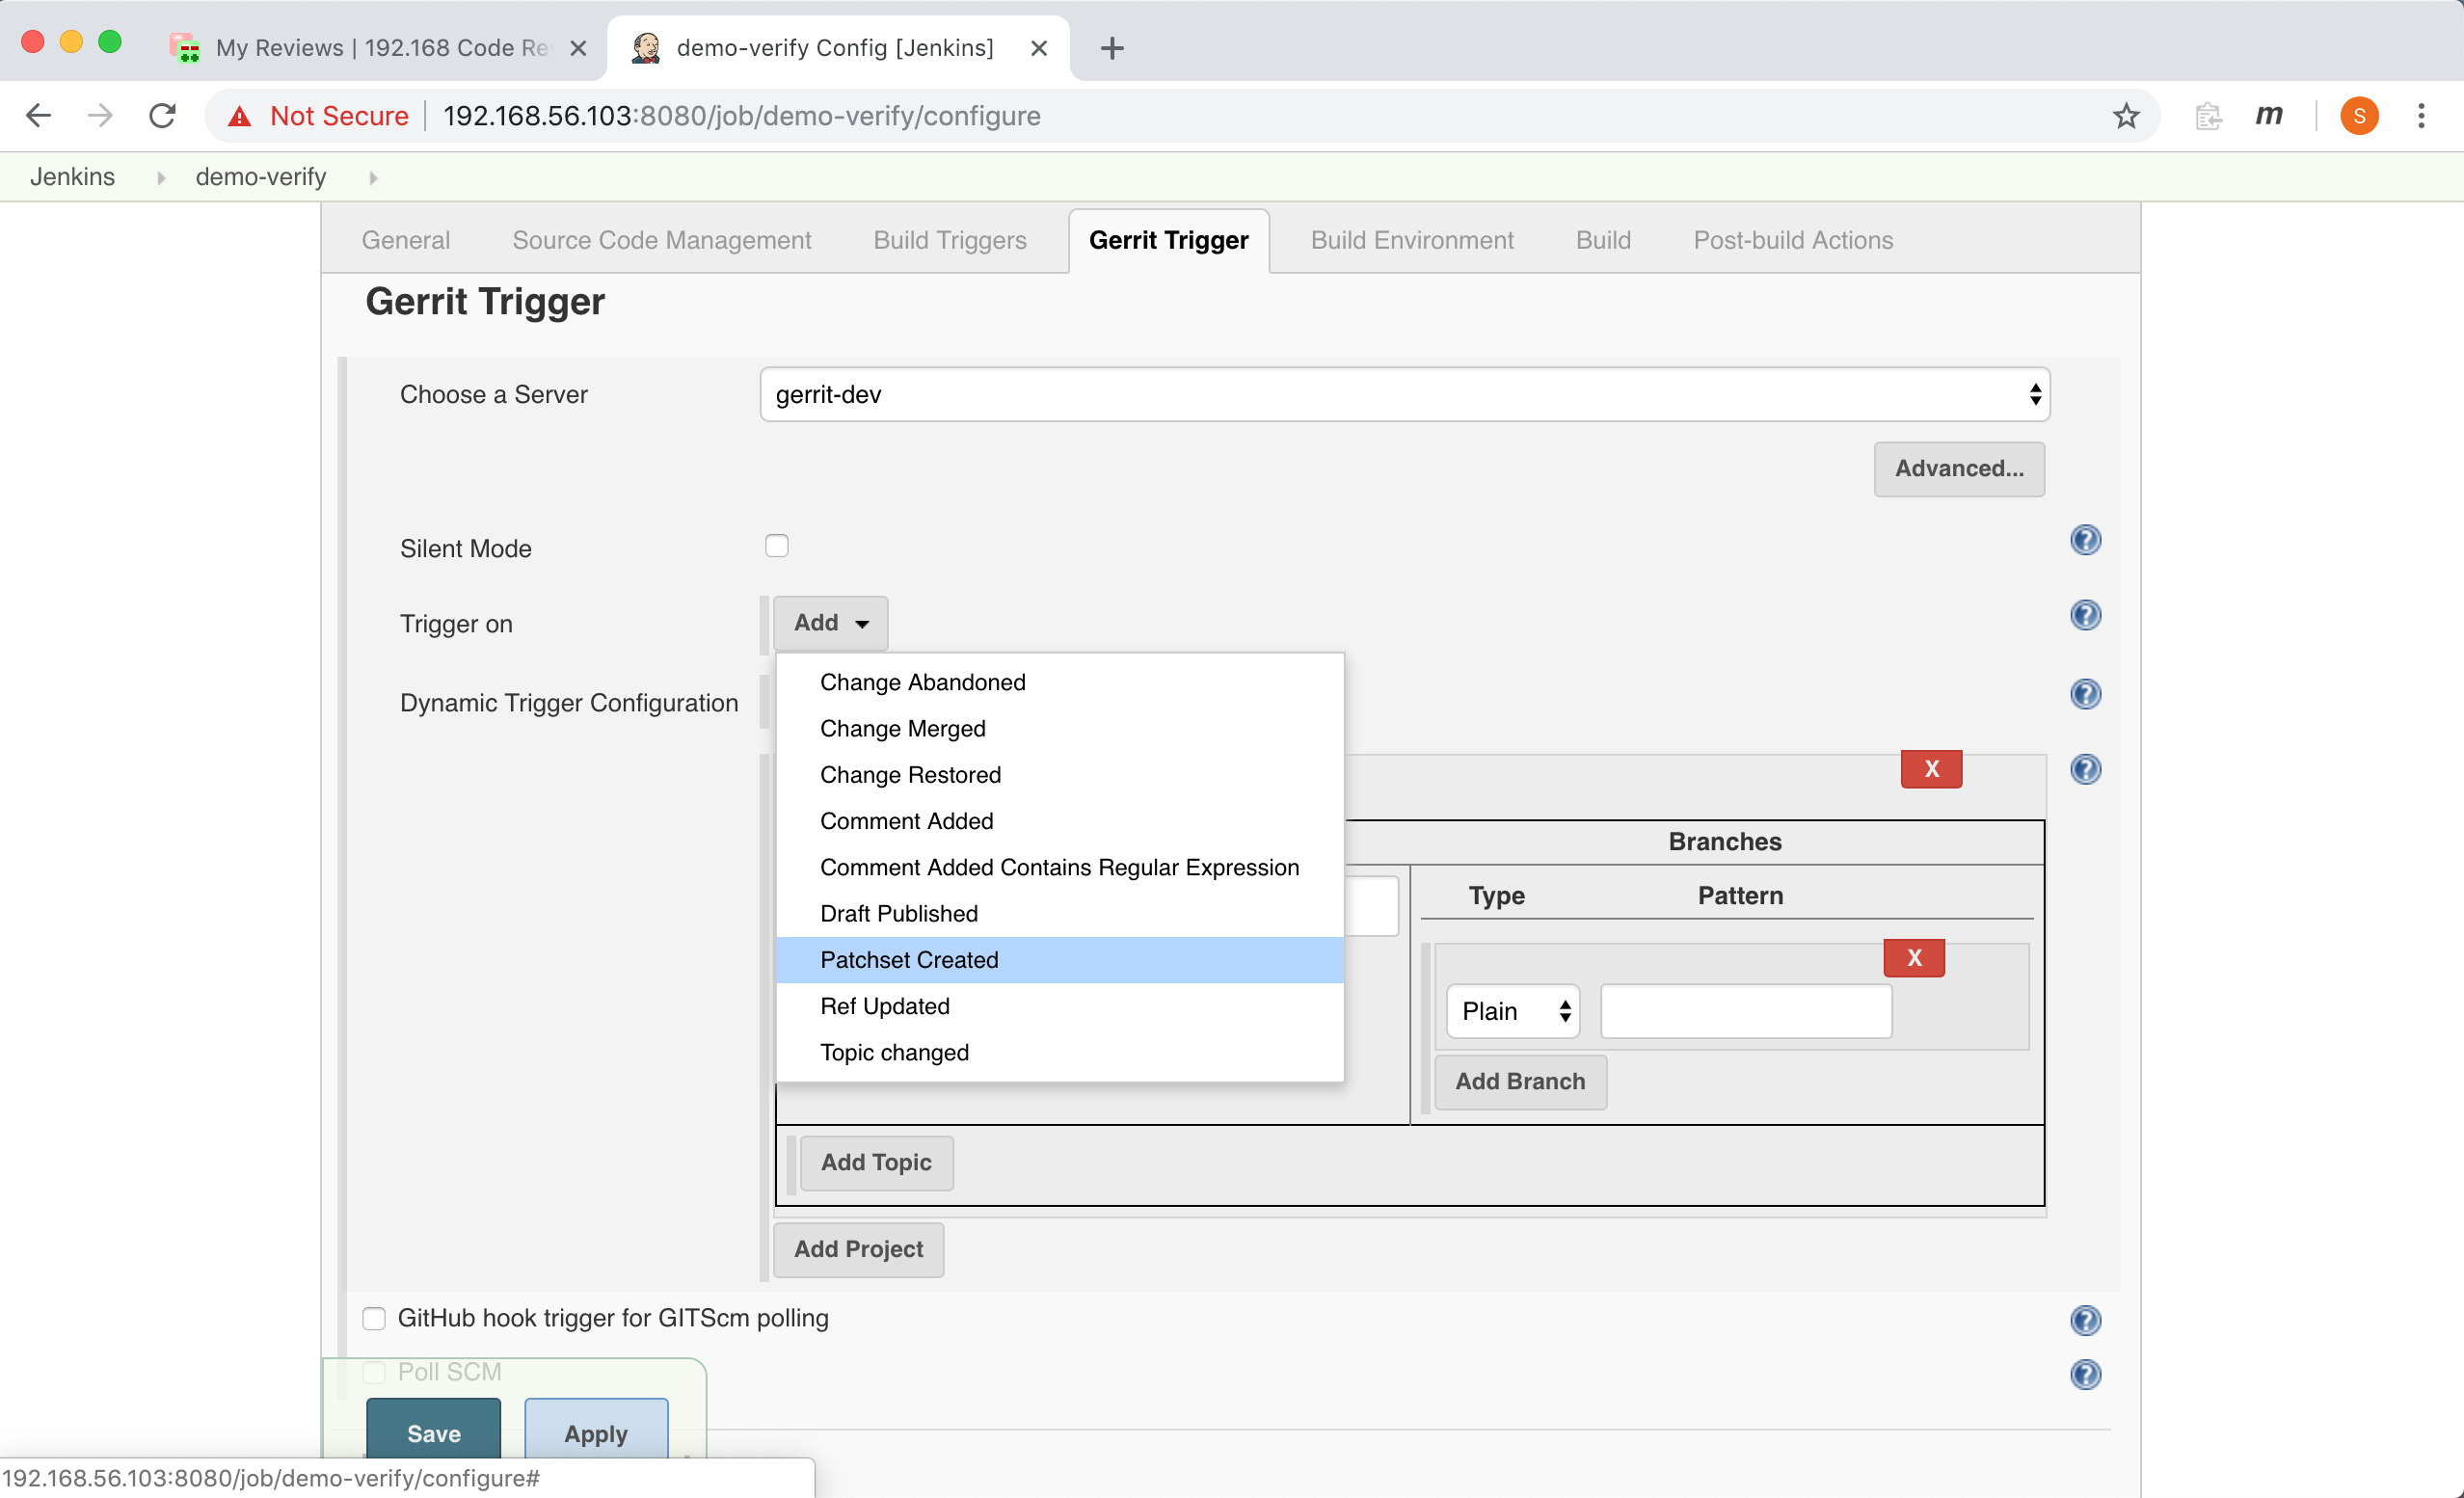 My Reviews | 192.168 Code Re
demo-verify Config [Jenkins]
Not Secure
192.168.56.103:8080/job/demo-verify/configure
m
S
Jenkins
demo-verify
General
Source Code Management
Build Triggers
Gerrit Trigger
Build Environment
Build
Post-build Actions
Gerrit Trigger
Choose a Server
gerrit-dev
Advanced...
Silent Mode
?
Trigger on
Add
?
Change Abandoned
Dynamic Trigger Configuration
?
Change Merged
Change Restored
X
?
Comment Added
Branches
Comment Added Contains Regular Expression
Type
Pattern
Draft Published
Patchset Created
X
Ref Updated
Plain
Topic changed
Add Branch
Add Topic
Add Project
GitHub hook trigger for GITScm polling
?
Poll SCM
?
Save
Apply
192.168.56.103:8080/job/demo-verify/configure#